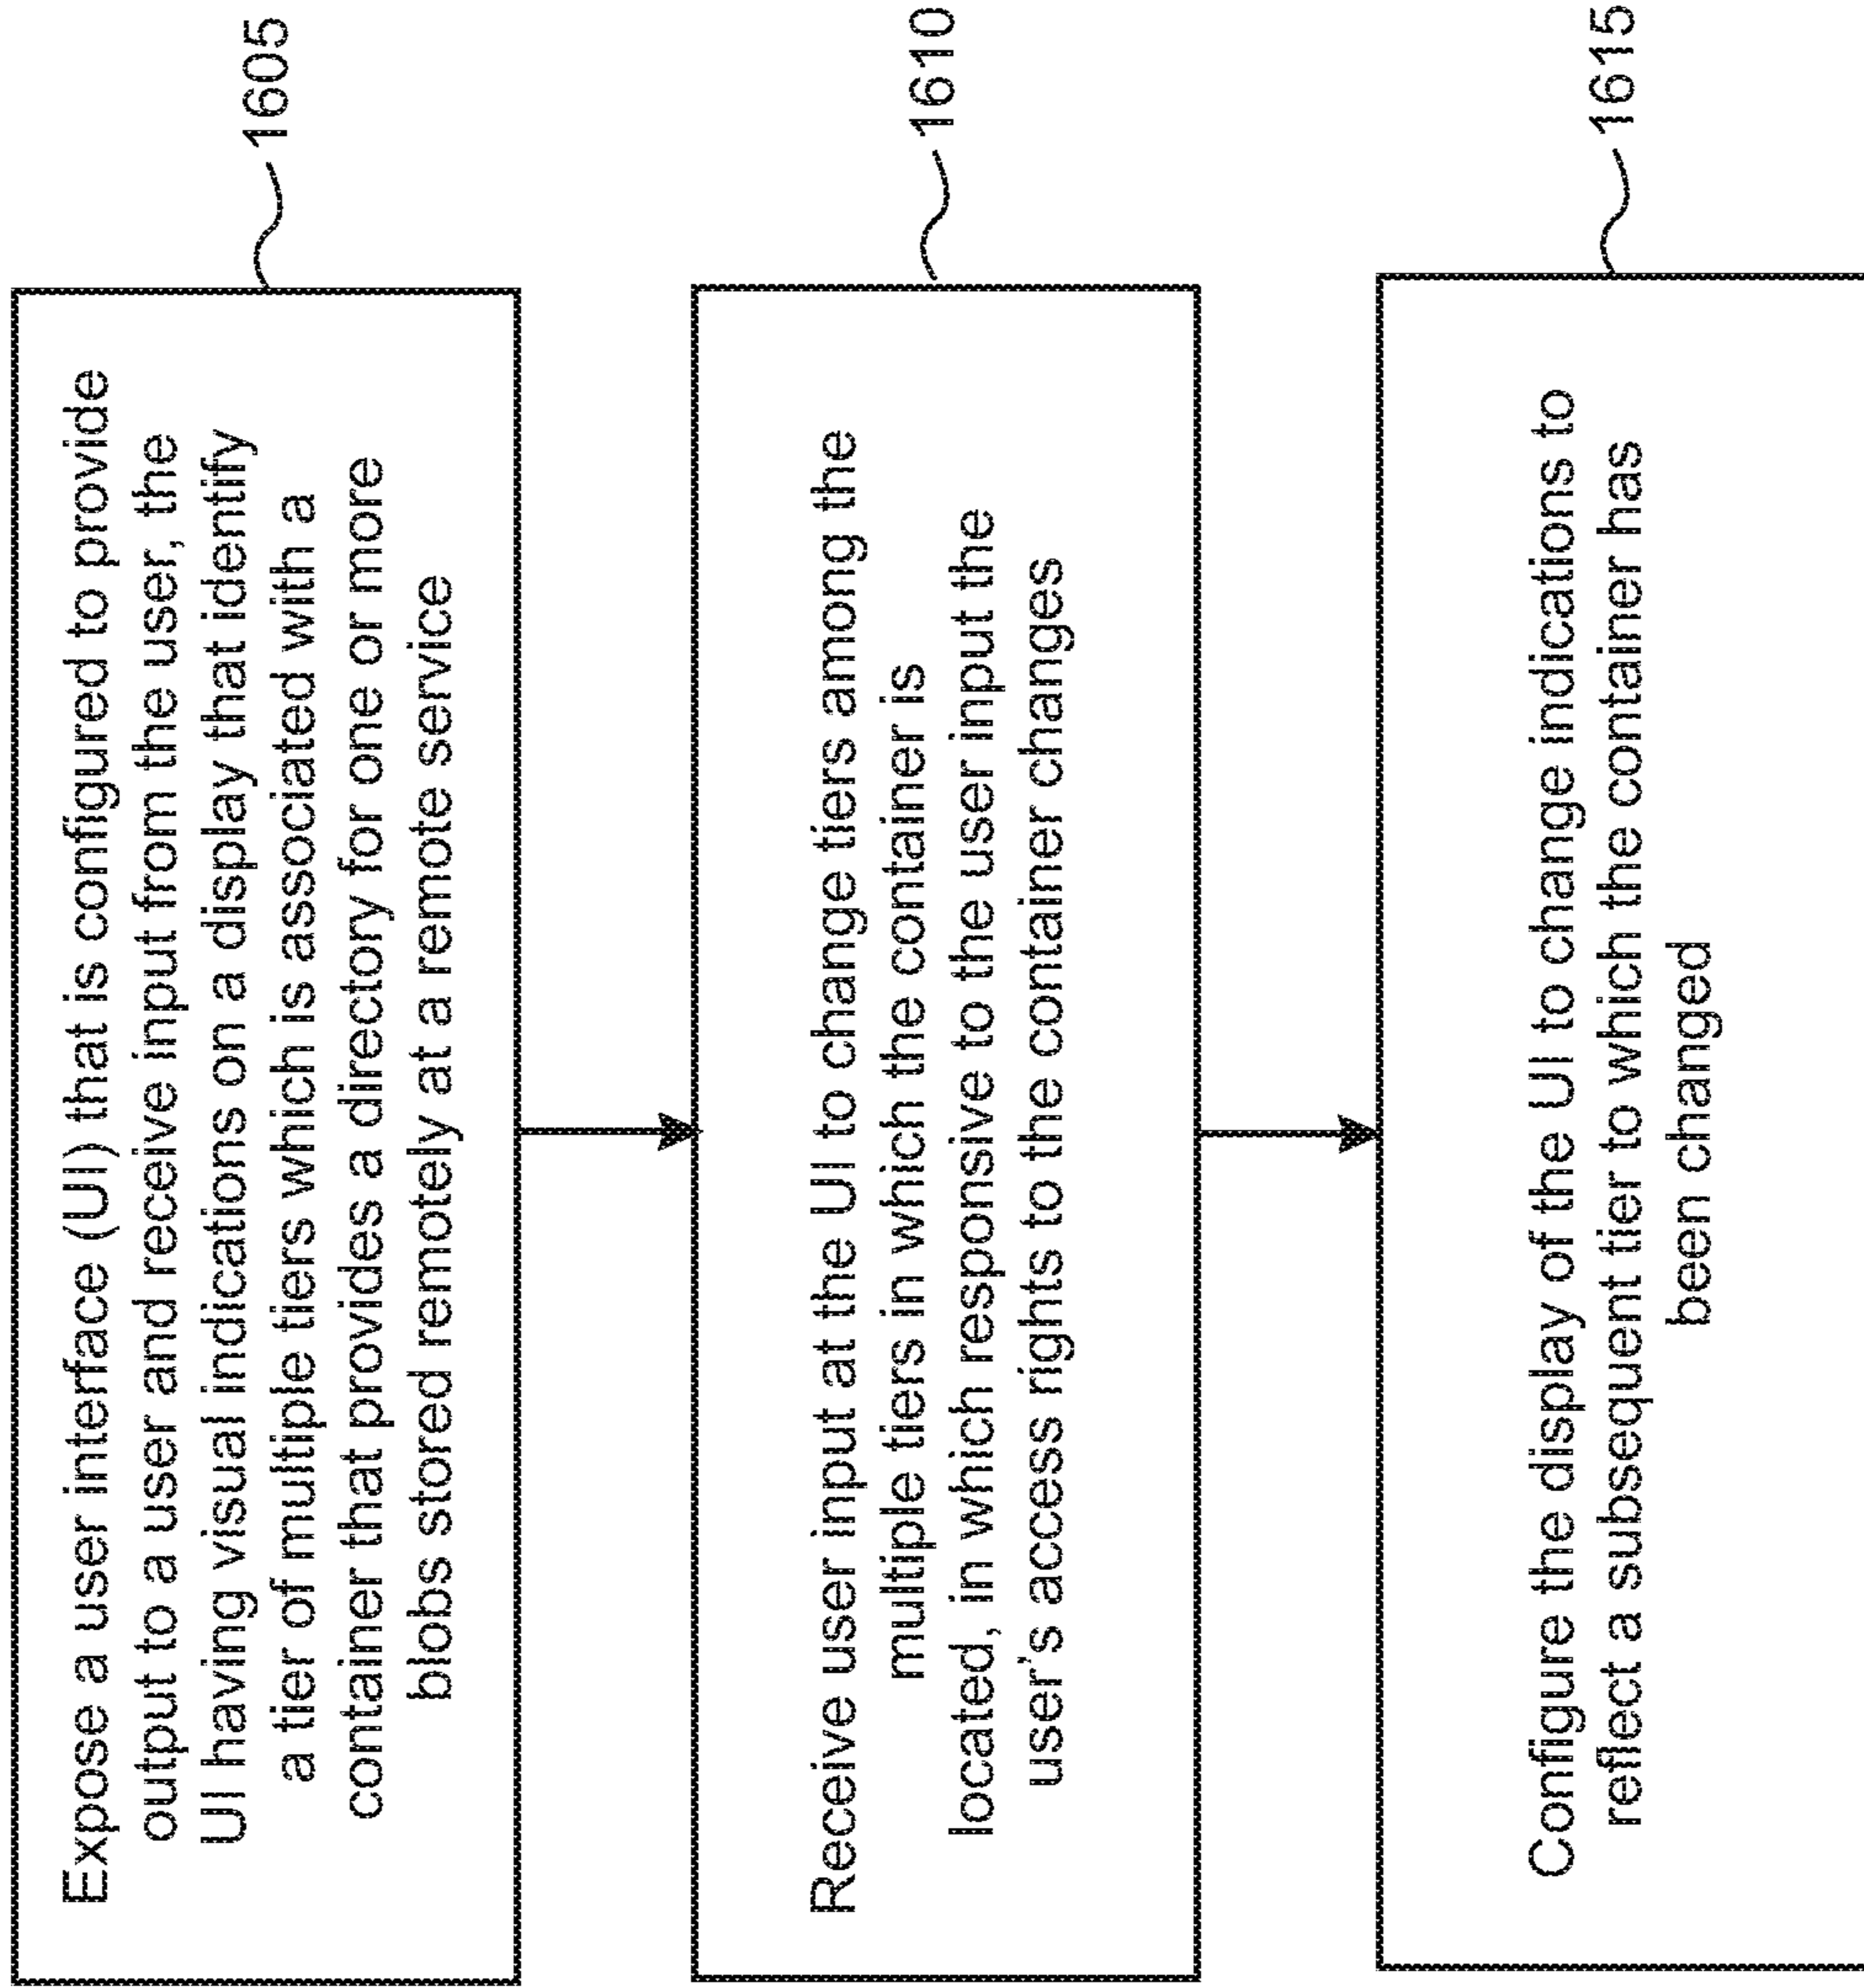 Expose a user interface (UI) that is configured to provide
output to a user and receive input from the user, the
UI having visual indications on a display that identify
a tier of multiple tiers which is associated with a
container that provides a directory for one or more
blobs stored remotely at a remote service
1605
Receive user input at the UI to change tiers among the
multiple tiers in which the container is
located, in which responsive to the user input the
user's access rights to the container changes
1610
Configure the display of the UI to change indications to
reflect a subsequent tier to which the container has
been changed
1615